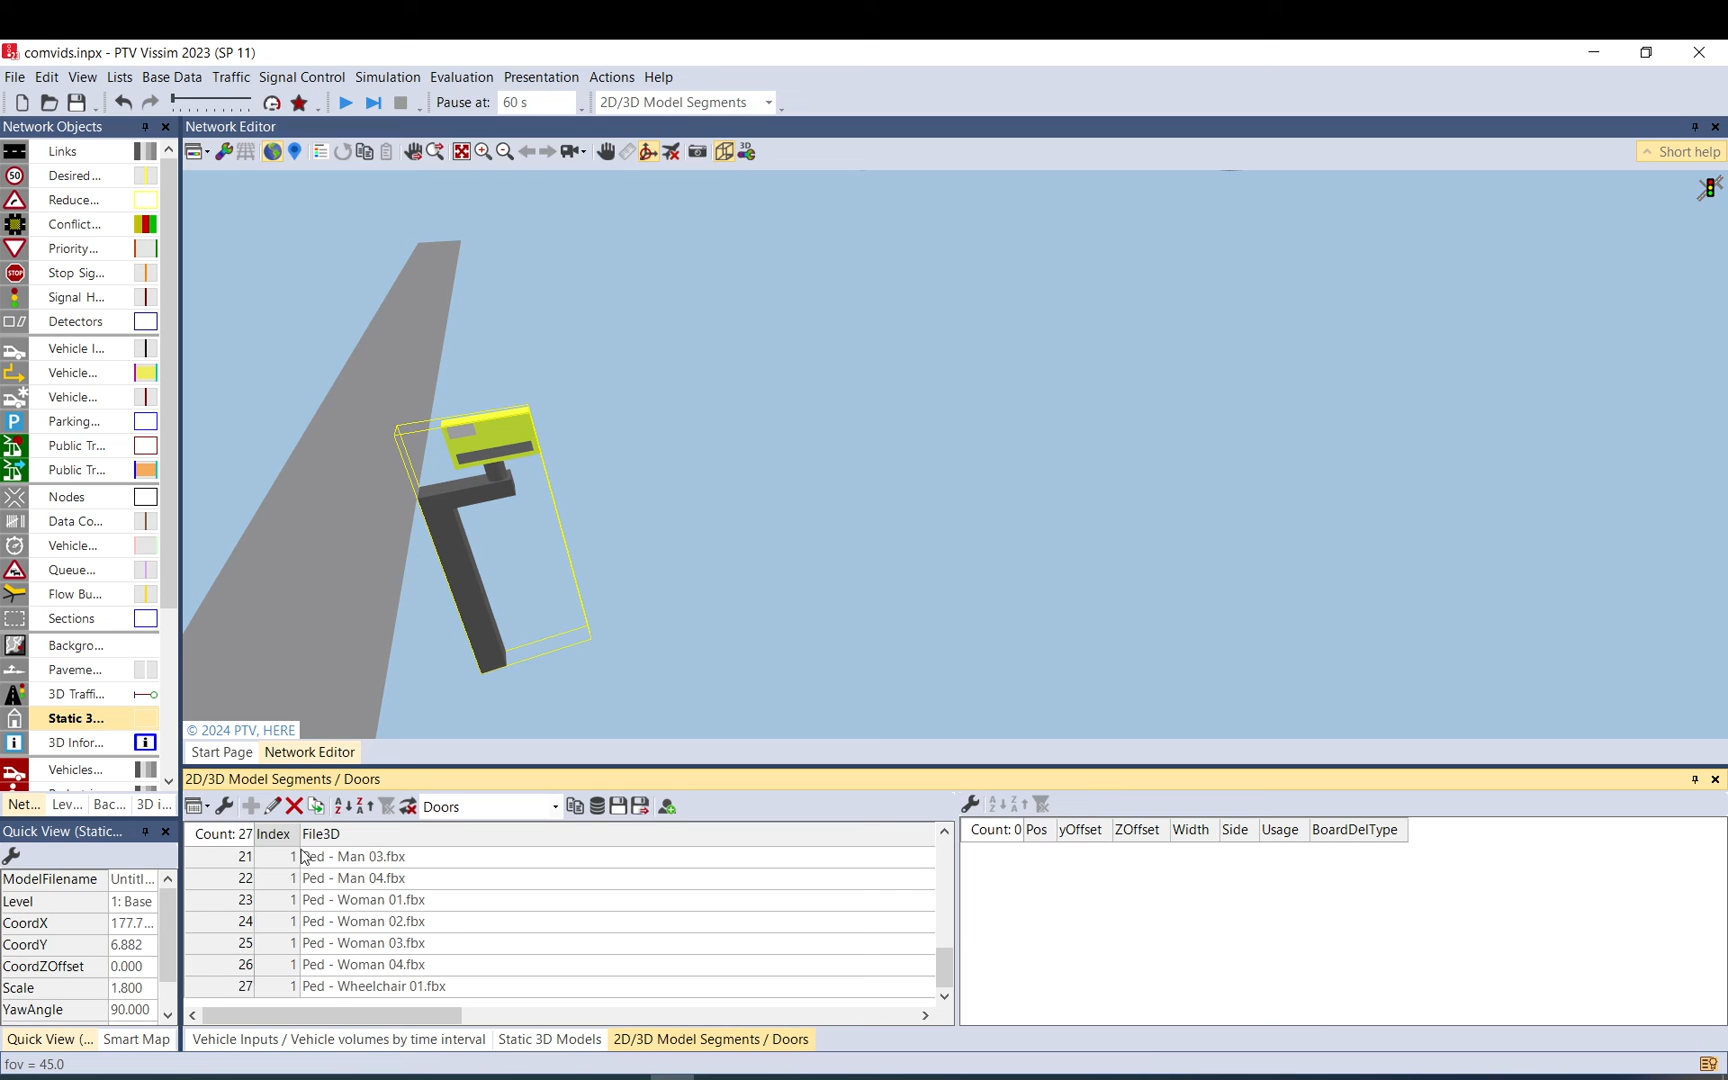 comvids.inpx - PTV Vissim 2023 (SP 11)
File Edit View Lists Base Data Traffic Signal Control Simulation Evaluation Presentation Actions Help
Pause at: 60 s 2D/3D Model Segments
Network Objects
Network Editor
Links
50 Desired...
Reduce...
Conflict...
Priority...
STOP Stop Sig...
Signal H...
Detectors
Vehicle I...
Vehicle...
Vehicle...
P Parking...
Public Tr...
Public Tr...
Nodes
Data Co...
Vehicle...
Queue...
Flow Bu...
Sections
Backgro...
Paveme...
3D Traffi...
Static 3...
3D Infor...
Vehicles...
Net... Lev... Bac... 3D i...
3D
Short help
© 2024 PTV, HERE
Start Page Network Editor
Quick View (Static...
ModelFilename Untitl...
Level 1: Base
CoordX 177.7...
CoordY 6.882
CoordZOffset 0.000
Scale 1.800
YawAngle 90.000
Quick View (... Smart Map
2D/3D Model Segments / Doors
Doors
Count: 27 Index File3D
21 1 Ped - Man 03.fbx
22 1 Ped - Man 04.fbx
23 1 Ped - Woman 01.fbx
24 1 Ped - Woman 02.fbx
25 1 Ped - Woman 03.fbx
26 1 Ped - Woman 04.fbx
27 1 Ped - Wheelchair 01.fbx
Count: 0 Pos yOffset ZOffset Width Side Usage BoardDelType
Vehicle Inputs / Vehicle volumes by time interval Static 3D Models 2D/3D Model Segments / Doors
fov = 45.0